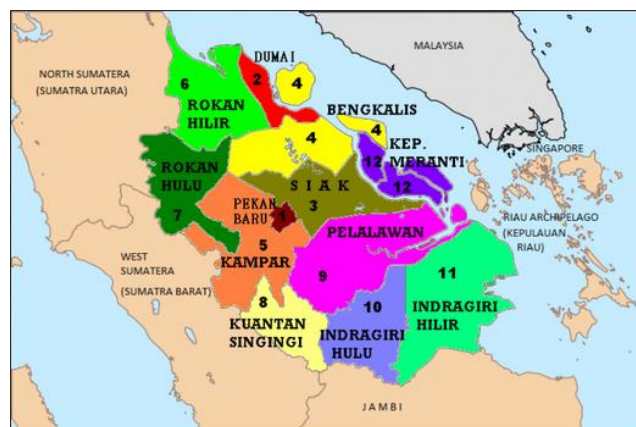 MALAYSIA
DUMAI
NORTH SUMATERA
(SUMATRA UTARA)
2
4
6
ROKAN
HILIR
BENGKALIS
4
4
KEP.
MERANTI
SINGAPORE
12
12
ROKAN
HULU
7
S I A K
3
PEKAN
BARU
1
PELALAWAN
RIAU ARCHIPELAGO
(KEPULAUAN
RIAU)
5
KAMPAR
WEST
SUMATERA
(SUMATRA BARAT)
9
11
8
KUANTAN
SINGINGI
10
INDRAGIRI
HULU
INDRAGIRI
HILIR
J A M B I